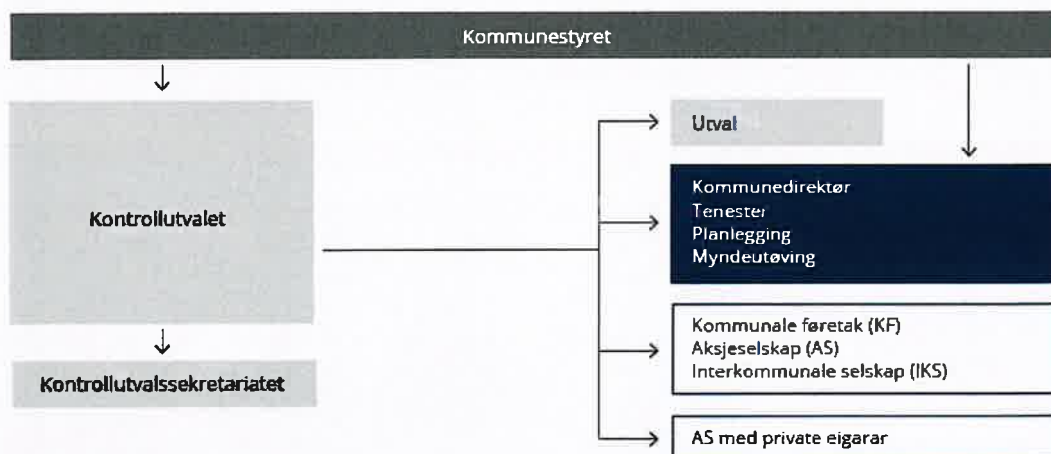 Kommunestyret
Kontrollutvalet
Kontrollutvalssekretariatet
Utval
Kommunedirektør
Tenester
Planlegging
Myndeutøving
Kommunale føretak (KF)
Aksjeselskap (AS)
Interkommunale selskap (IKS)
AS med private eigarar